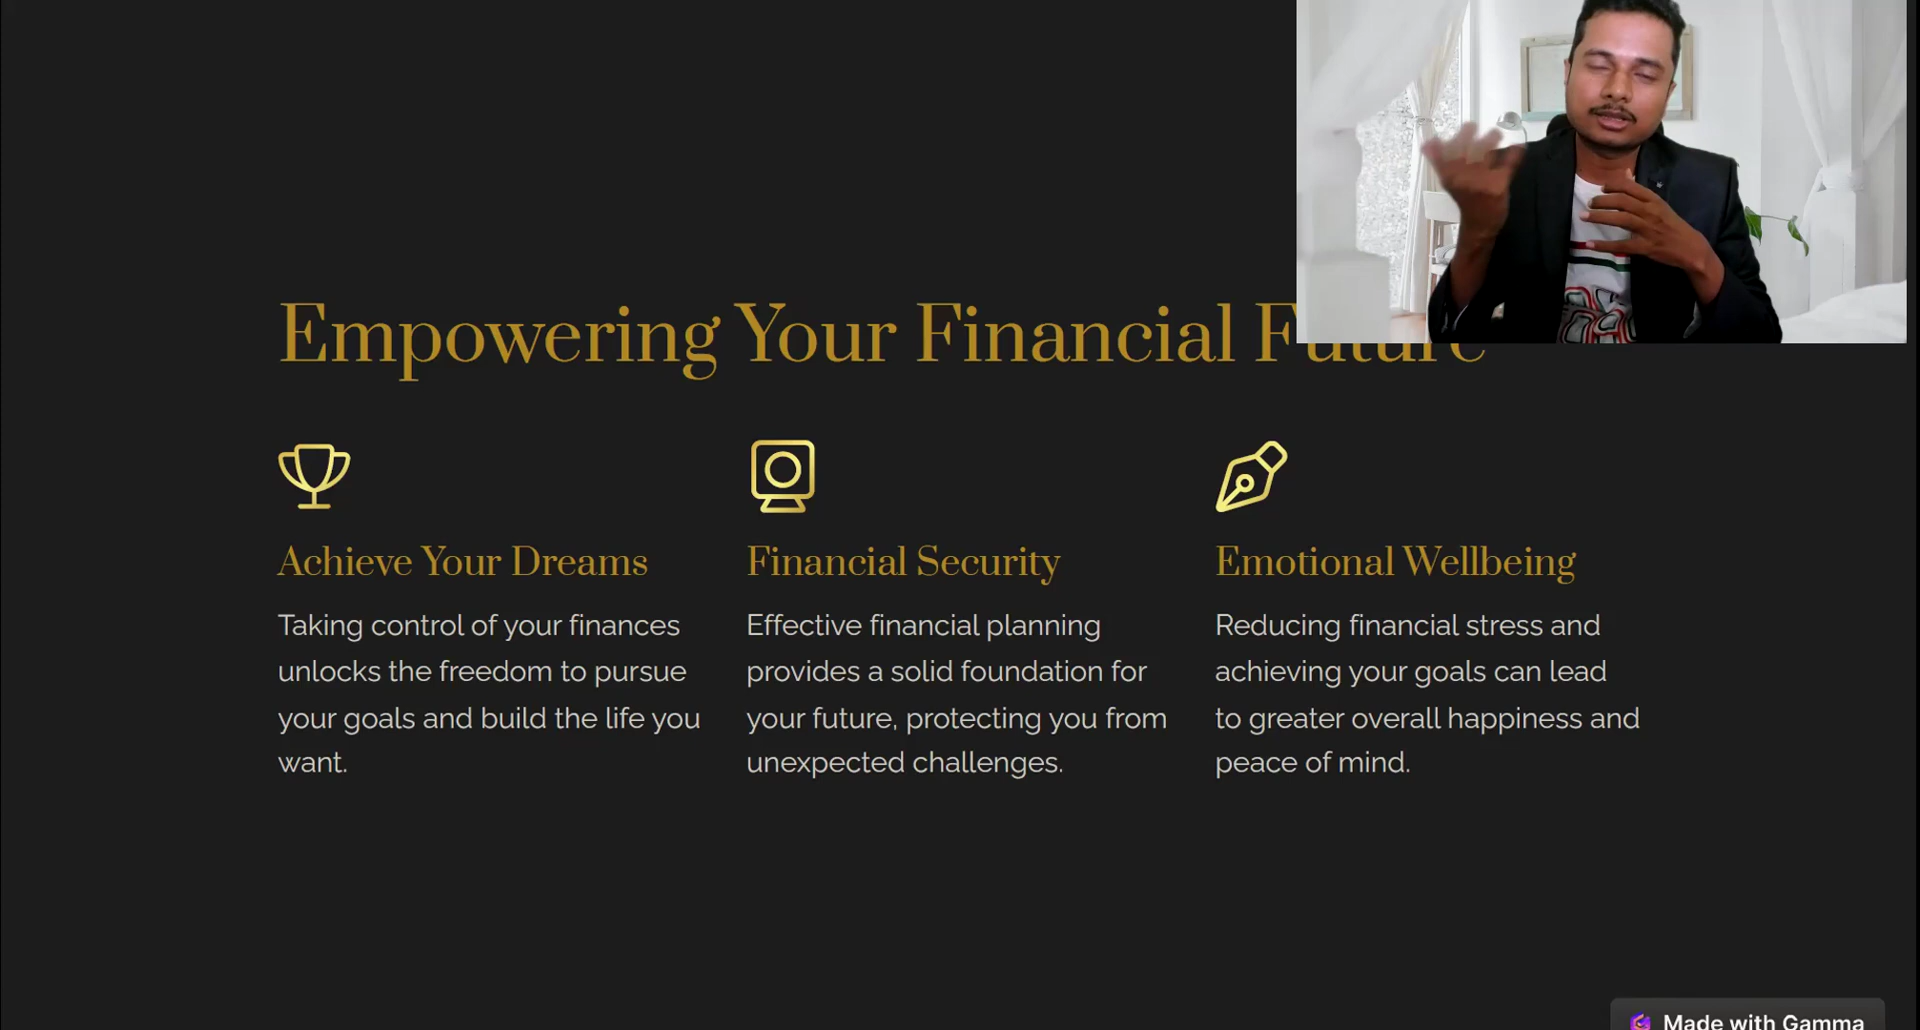 Empowering Your Financial Future
Achieve Your Dreams
Taking control of your finances
unlocks the freedom to pursue
your goals and build the life you
want.
Financial Security
Effective financial planning
provides a solid foundation for
your future, protecting you from
unexpected challenges.
Emotional Wellbeing
Reducing financial stress and
achieving your goals can lead
to greater overall happiness and
peace of mind.
Made with Gamma